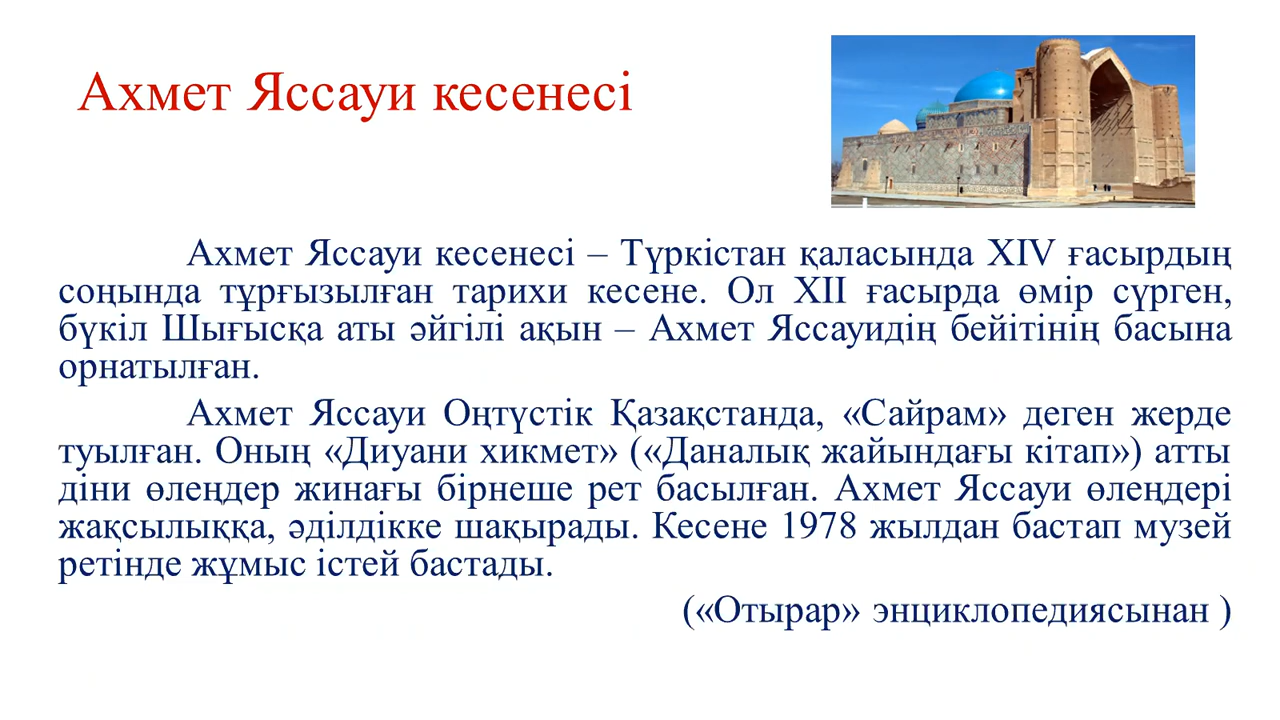 Ахмет Яссауи кесенесі
Ахмет Яссауи кесенесі – Түркістан қаласында XIV ғасырдың
соңында тұрғызылған тарихи кесене. Ол XII ғасырда өмір сүрген,
бүкіл Шығысқа аты әйгілі ақын – Ахмет Яссауидің бейітінің басына
орнатылған.
Ахмет Яссауи Оңтүстік Қазақстанда, «Сайрам» деген жерде
туылған. Оның «Диуани хикмет» («Даналық жайындағы кітап») атты
діни өлеңдер жинағы бірнеше рет басылған. Ахмет Яссауи өлеңдері
жақсылыққа, әділдікке шақырады. Кесене 1978 жылдан бастап музей
ретінде жұмыс істей бастады.
(«Отырар» энциклопедиясынан )